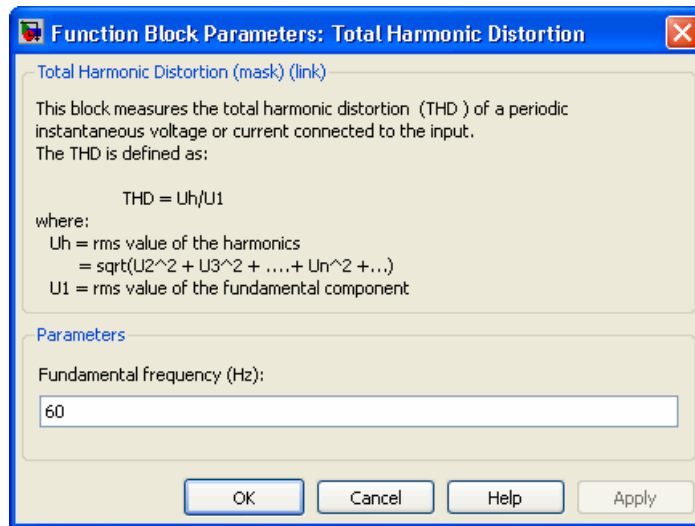 Function Block Parameters: Total Harmonic Distortion
Total Harmonic Distortion (mask) (link)
This block measures the total harmonic distortion (THD ) of a periodic
instantaneous voltage or current connected to the input.
The THD is defined as:
THD = Uh/U1
where:
Uh = rms value of the harmonics
= sqrt(U2^2 + U3^2 + ....+ Un^2 +...)
U1 = rms value of the fundamental component
Parameters
Fundamental frequency (Hz):
60
OK Cancel Help Apply